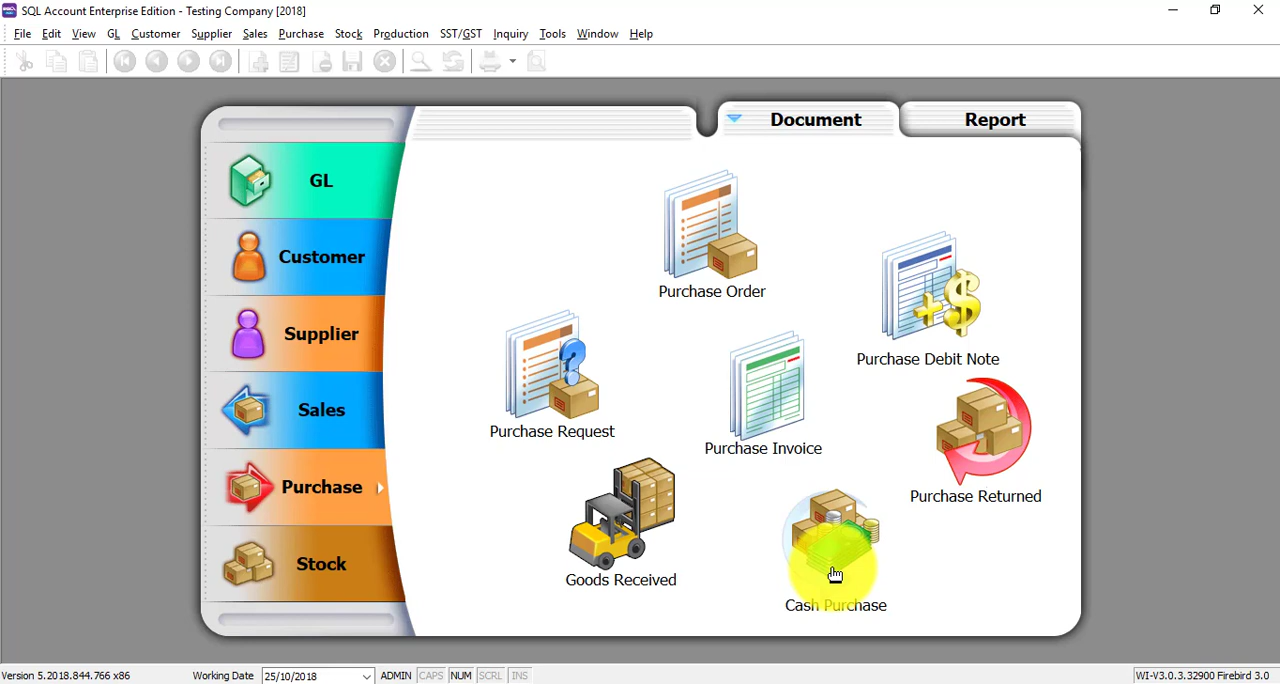 SQL Account Enterprise Edition - Testing Company [2018]
File Edit View GL Customer Supplier Sales Purchase Stock Production SST/GST Inquiry Tools Window Help
Document
Report
GL
Customer
Supplier
Sales
Purchase
Stock
Purchase Order
Purchase Debit Note
Purchase Request
Purchase Invoice
Purchase Returned
Goods Received
Cash Purchase
Version 5.2018.844.766 x86 Working Date 25/10/2018 ADMIN CAPS NUM SCRL INS WI-V3.0.3.32900 Firebird 3.0